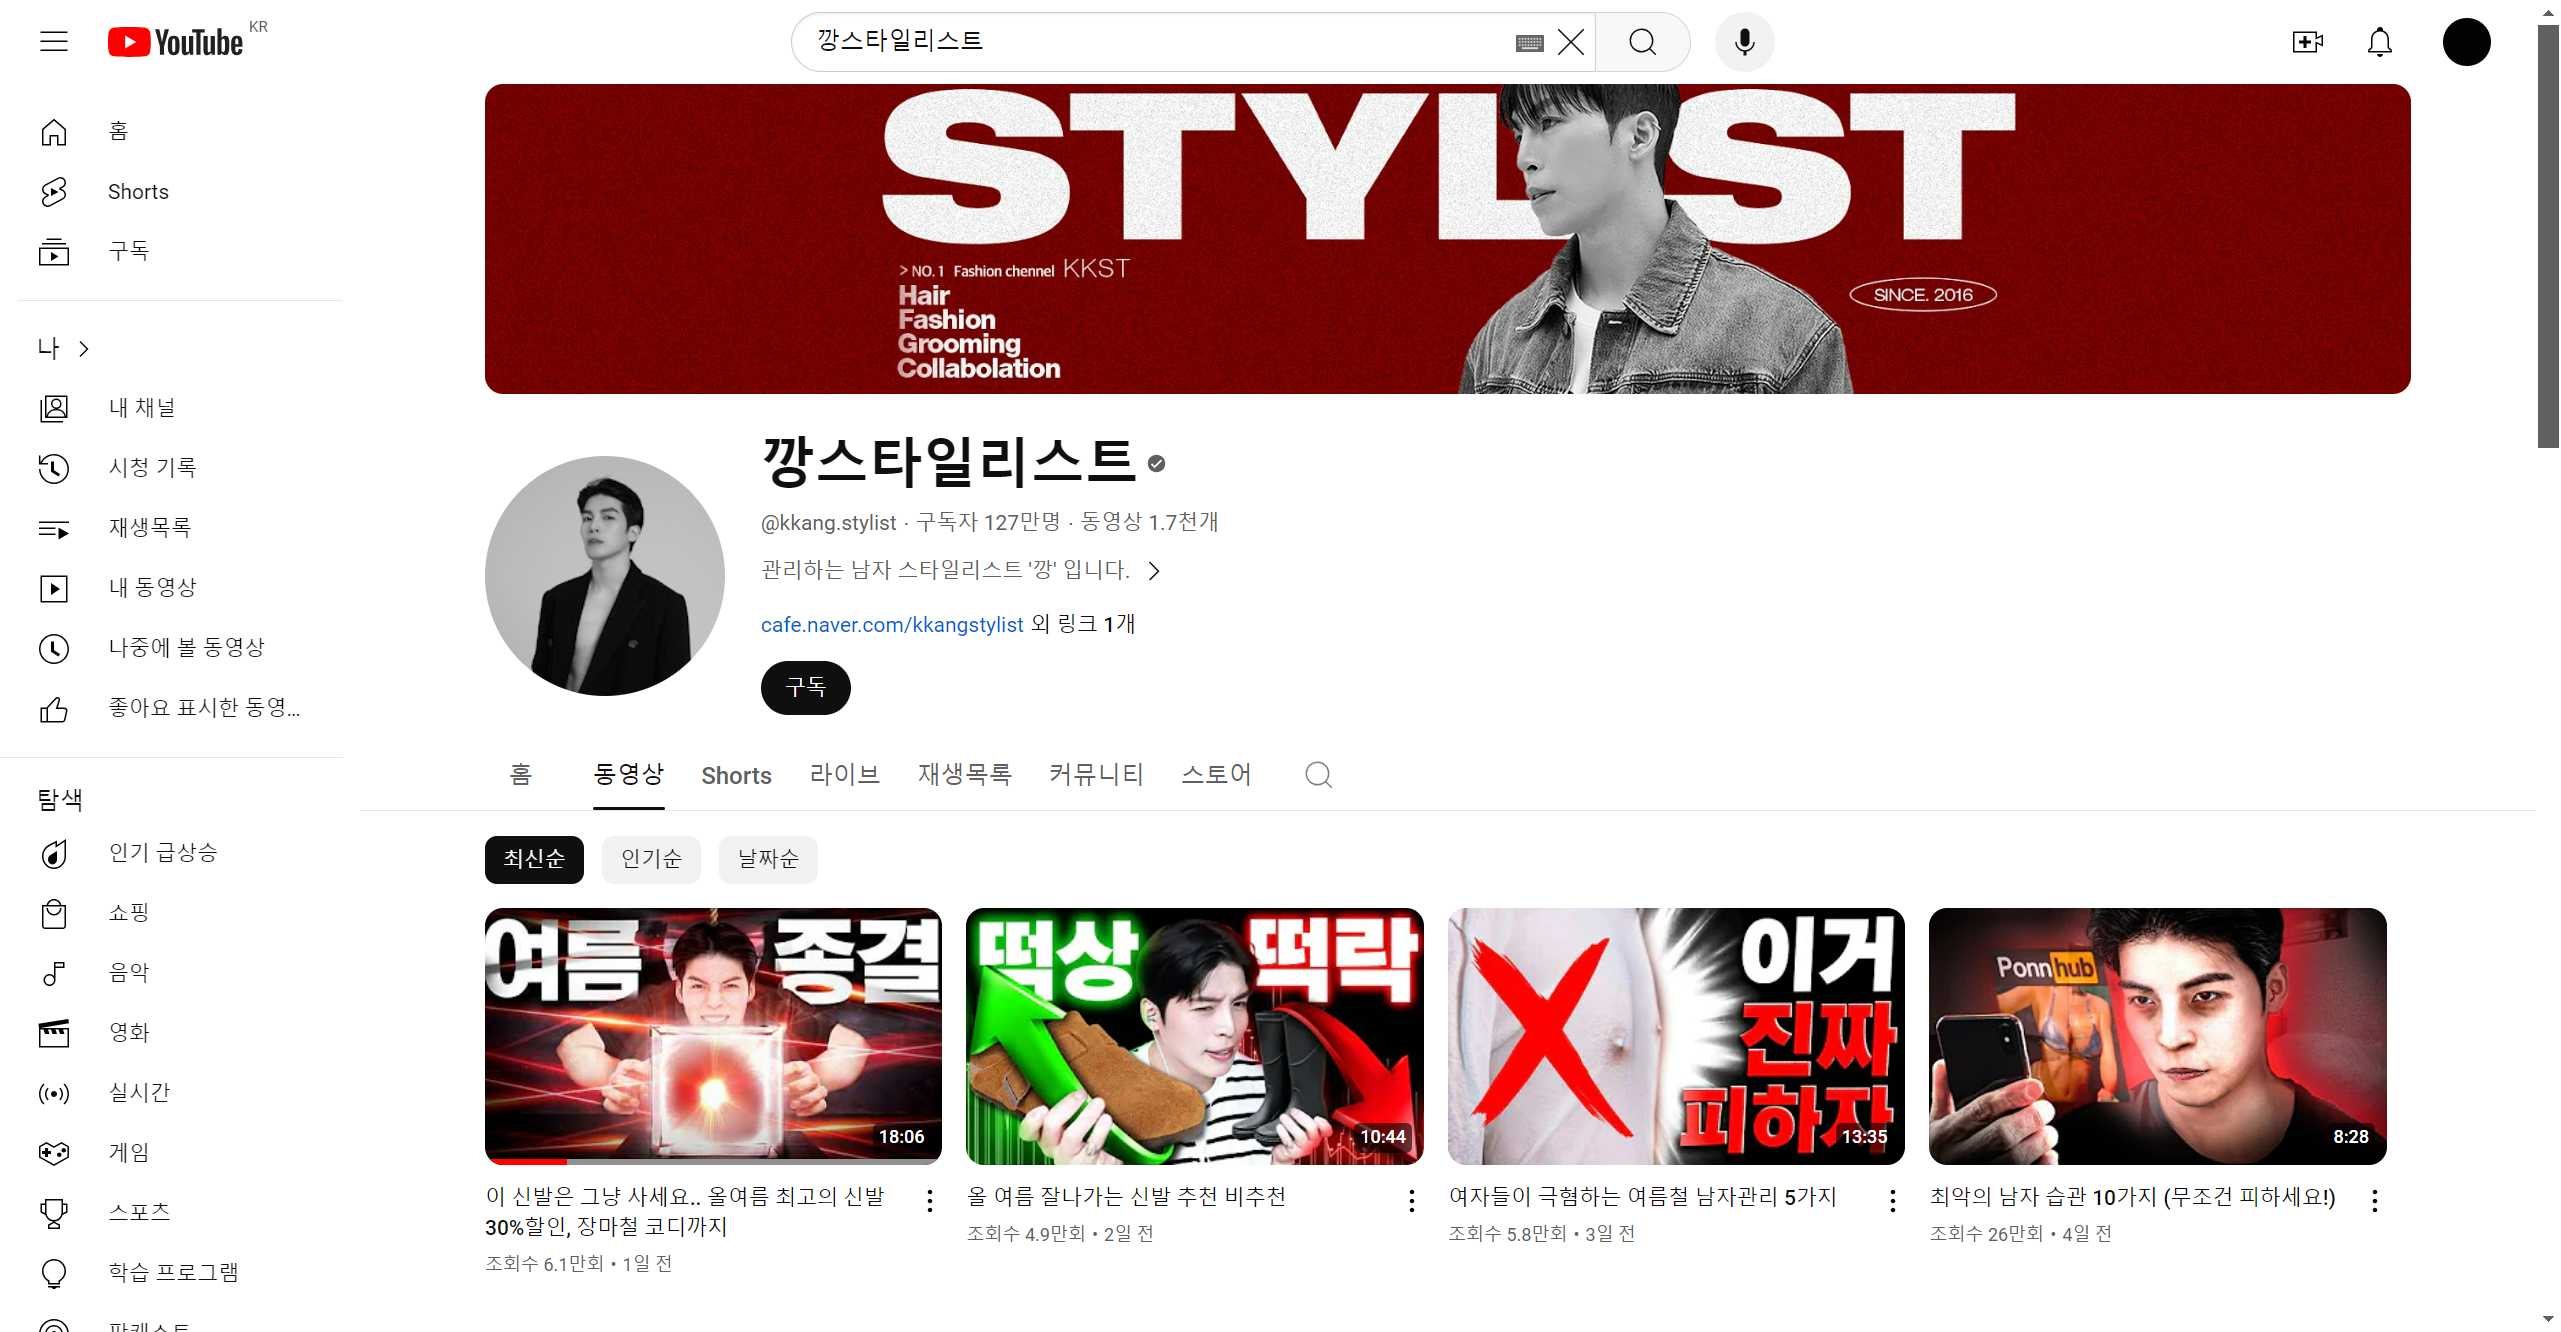 YouTube KR
깡스타일리스트
홈
Shorts
구독
나
내 채널
시청 기록
재생목록
내 동영상
나중에 볼 동영상
좋아요 표시한 동영...
탐색
인기 급상승
쇼핑
음악
영화
실시간
게임
스포츠
학습 프로그램
팟캐스트
STYLIST
> NO. 1 Fashion chennel KKST
Hair
Fashion
Grooming
Collabolation
SINCE. 2016
깡스타일리스트
@kkang.stylist · 구독자 127만명 · 동영상 1.7천개
관리하는 남자 스타일리스트 '깡' 입니다.
cafe.naver.com/kkangstylist 외 링크 1개
구독
홈 동영상 Shorts 라이브 재생목록 커뮤니티 스토어
최신순 인기순 날짜순
여름 종결
18:06
이 신발은 그냥 사세요.. 올여름 최고의 신발
30%할인, 장마철 코디까지
조회수 6.1만회 • 1일 전
떡상 떡락
10:44
올 여름 잘나가는 신발 추천 비추천
조회수 4.9만회 • 2일 전
이거
진짜
피하자
13:35
여자들이 극혐하는 여름철 남자관리 5가지
조회수 5.8만회 • 3일 전
Ponnhub
8:28
최악의 남자 습관 10가지 (무조건 피하세요!)
조회수 26만회 • 4일 전